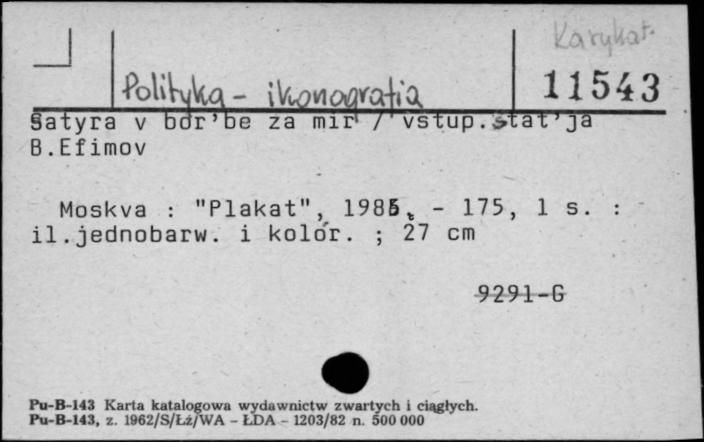 Karykat.
Polityka - ikonografia
11543
Satyra v bor'be za mir / vstup.stat'ja
B.Efimov
Moskva : "Plakat", . - 175, 1 s. :
il.jednobarw. i kolor. ; 27 cm
9291-G
Pu-B-143 Karta katalogowa wydawnictw zwartych i ciągłych.
Pu-B-143, z. 1962/S/Łż/WA - ŁDA - 1203/82 n. 500 000